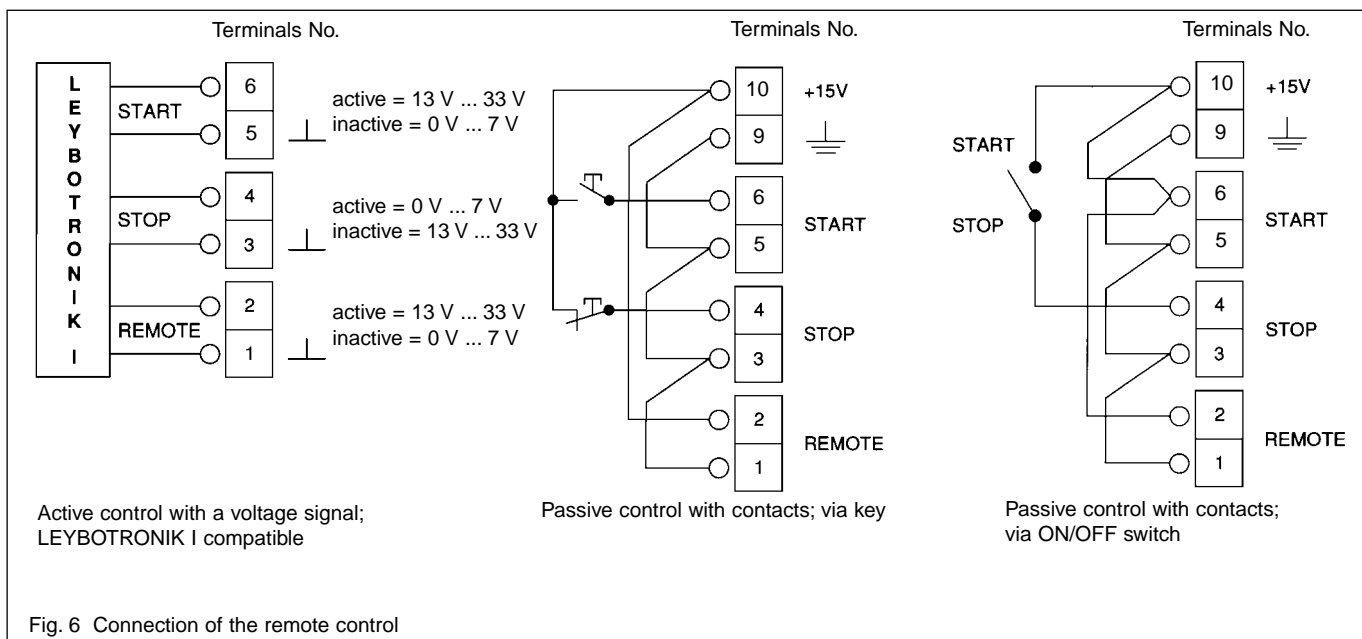 Terminals No.
LEYBOTRONIK I
6
START
5
active = 13 V ... 33 V
inactive = 0 V ... 7 V
4
STOP
3
active = 0 V ... 7 V
inactive = 13 V ... 33 V
2
REMOTE
1
active = 13 V ... 33 V
inactive = 0 V ... 7 V
Active control with a voltage signal;
LEYBOTRONIK I compatible
Terminals No.
10 +15V
9
6
START
5
4
STOP
3
2
REMOTE
1
Passive control with contacts; via key
Terminals No.
START
STOP
10 +15V
9
6
START
5
4
STOP
3
2
REMOTE
1
Passive control with contacts;
via ON/OFF switch
Fig. 6 Connection of the remote control